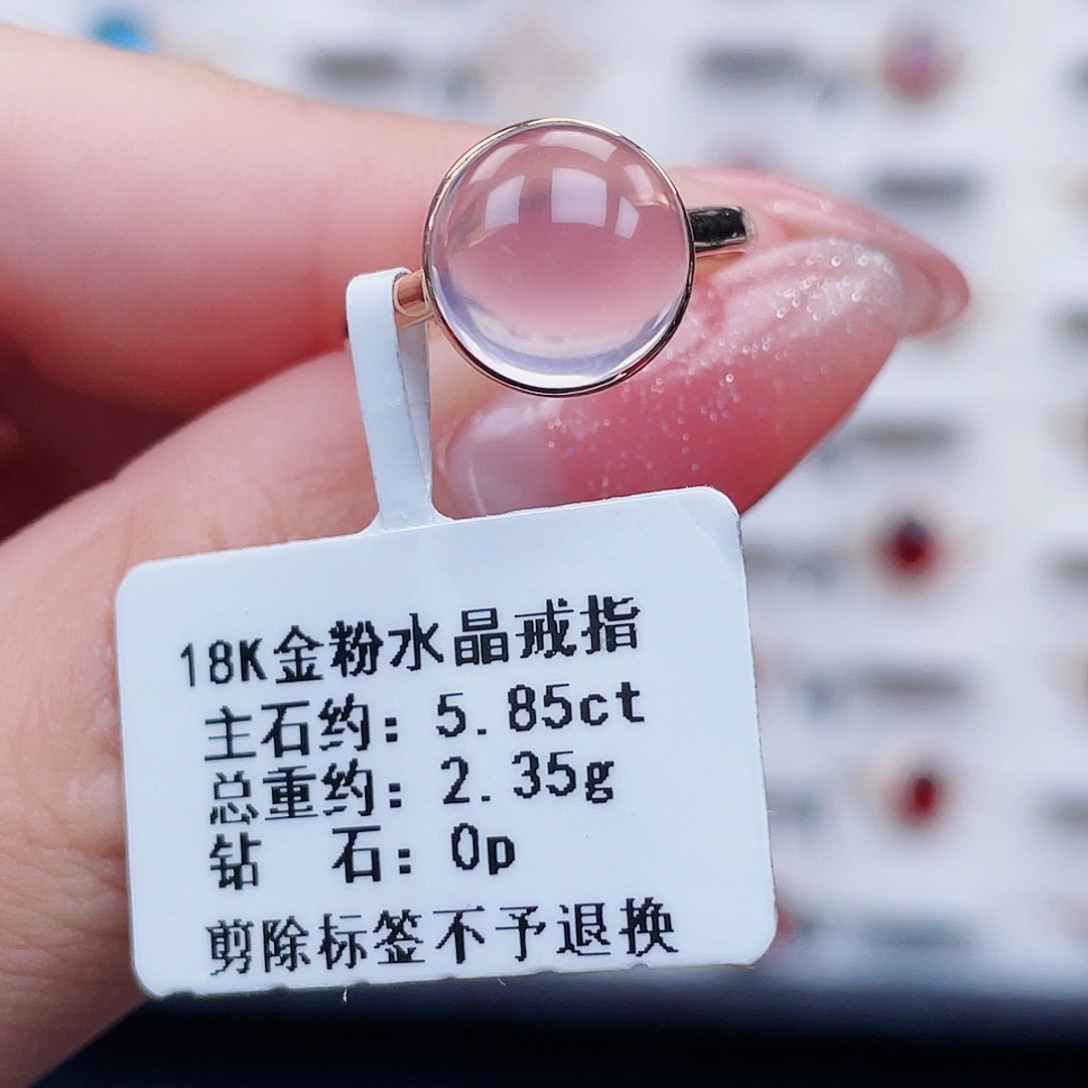 18K金粉水晶戒指
主石约：5.85ct
总重约：2.35g
钻 石：0p
剪除标签不予退换